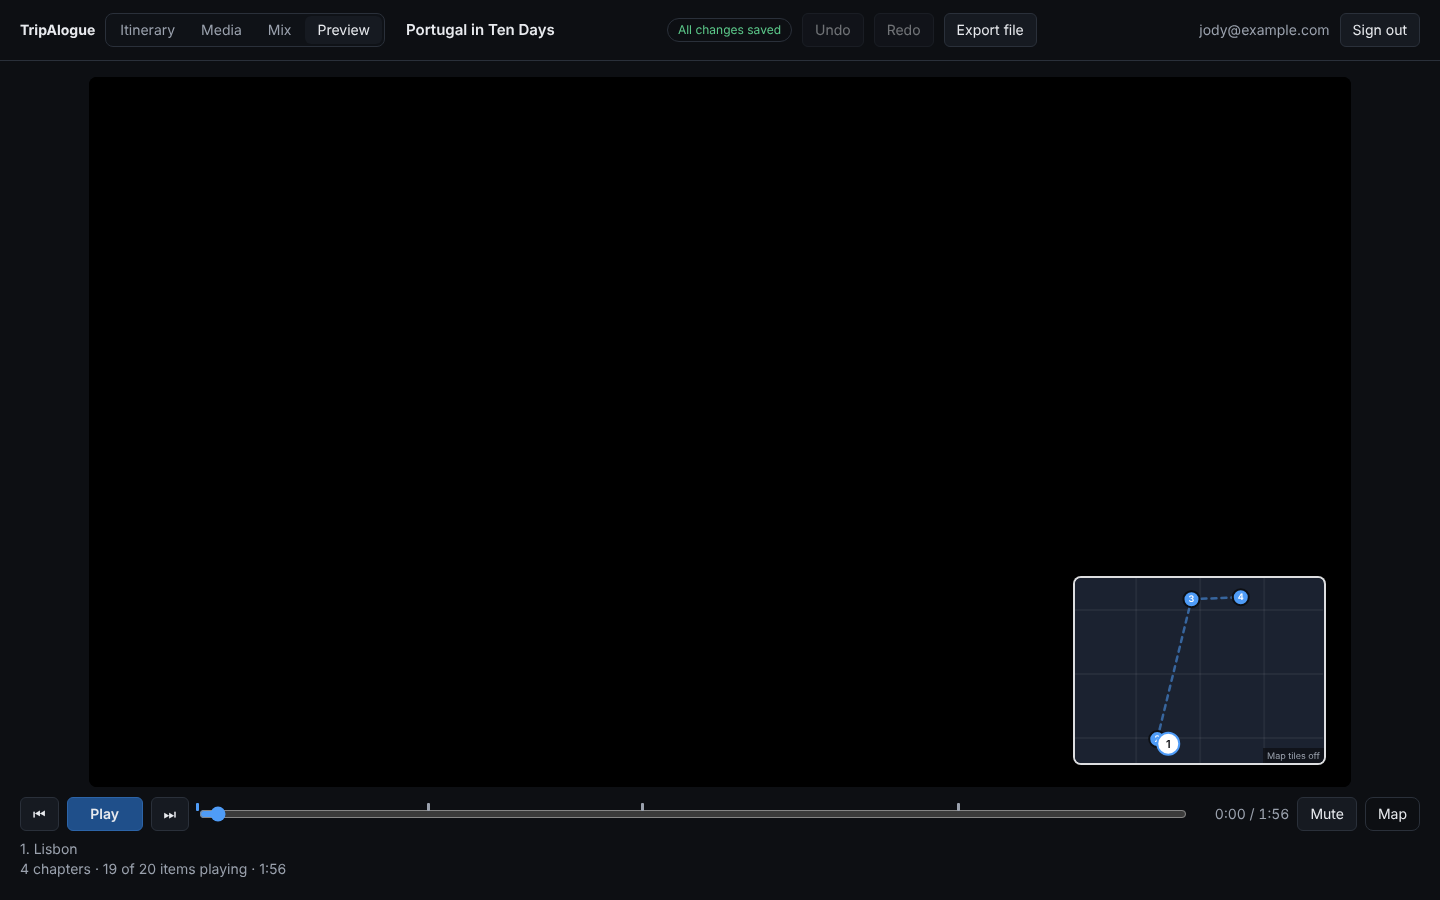 TripAlogue Itinerary Media Mix Preview Portugal in Ten Days All changes saved Undo Redo Export file jody@example.com Sign out
3 4
1
Map tiles off
Play 0:00 / 1:56 Mute Map
1. Lisbon
4 chapters · 19 of 20 items playing · 1:56